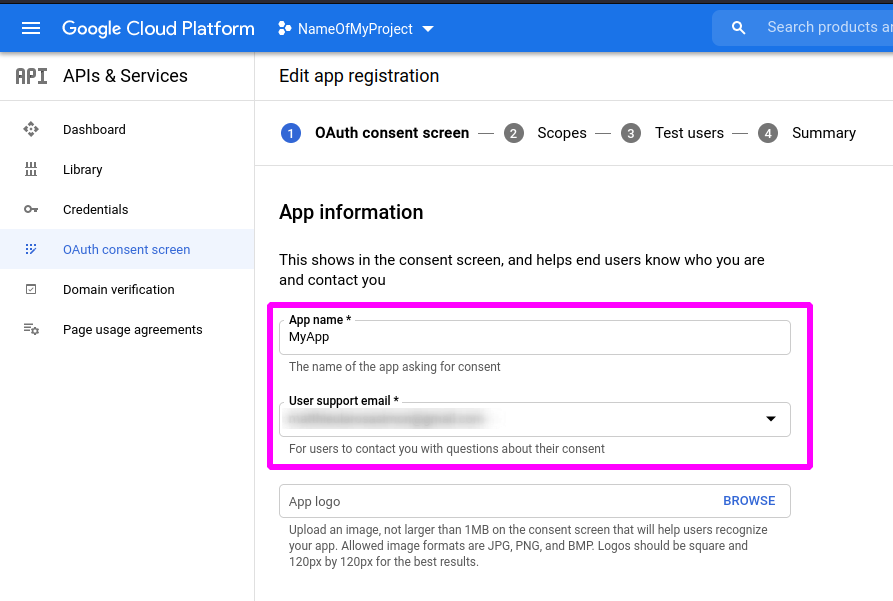 Google Cloud Platform
NameOfMyProject
Search products an
API APIs & Services
Edit app registration
Dashboard
Library
Credentials
OAuth consent screen
Domain verification
Page usage agreements
1 OAuth consent screen — 2 Scopes — 3 Test users — 4 Summary
App information
This shows in the consent screen, and helps end users know who you are
and contact you
App name *
MyApp
The name of the app asking for consent
User support email *
For users to contact you with questions about their consent
App logo
BROWSE
Upload an image, not larger than 1MB on the consent screen that will help users recognize
your app. Allowed image formats are JPG, PNG, and BMP. Logos should be square and
120px by 120px for the best results.